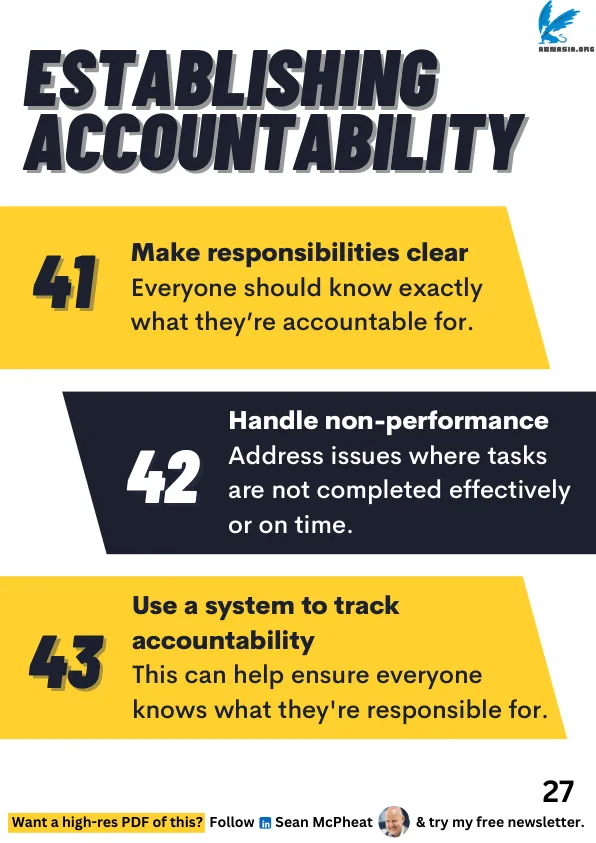 ABMASIA.ORG
ESTABLISHING
ACCOUNTABILITY
41
Make responsibilities clear
Everyone should know exactly
what they’re accountable for.
42
Handle non-performance
Address issues where tasks
are not completed effectively
or on time.
43
Use a system to track
accountability
This can help ensure everyone
knows what they're responsible for.
27
Want a high-res PDF of this? Follow in Sean McPheat & try my free newsletter.